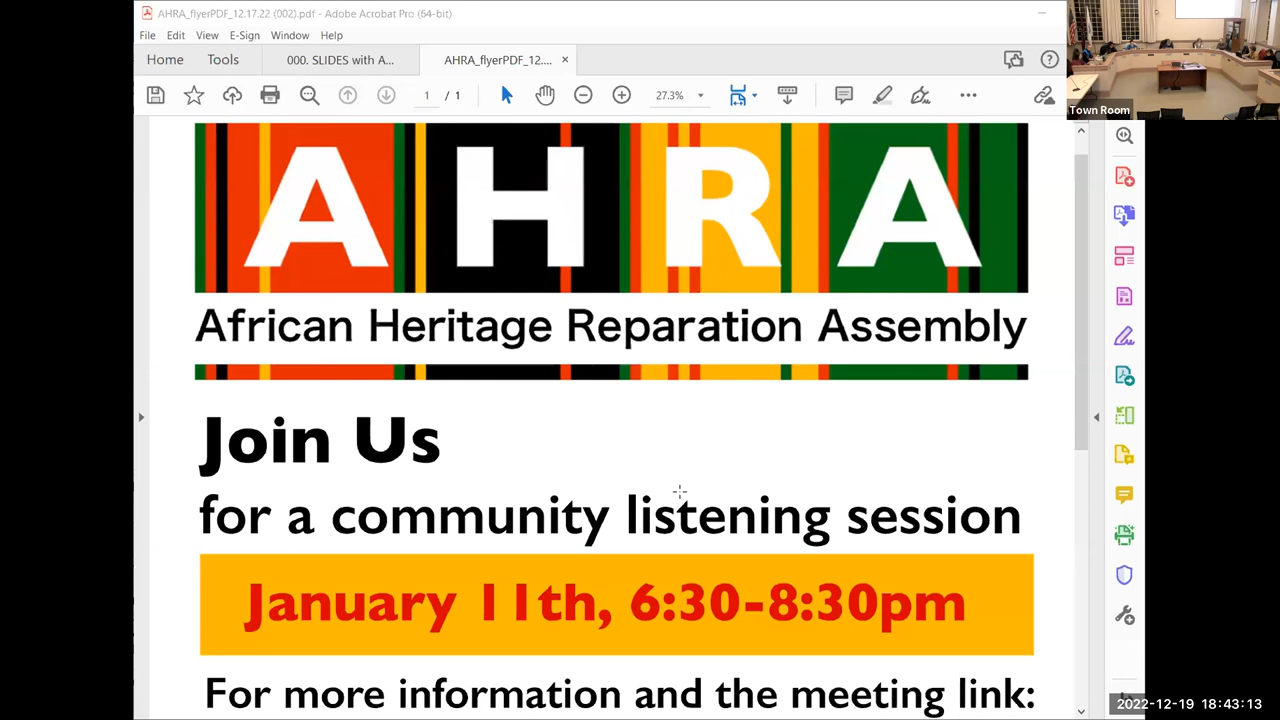 AHRA_flyerPDF_12.17.22 (002).pdf - Adobe Acrobat Pro (64-bit)
File Edit View E-Sign Window Help
Home Tools 000. SLIDES with A... AHRA_flyerPDF_12.... ×
1 / 1 27.3%
Town Room
AHRA
African Heritage Reparation Assembly
Join Us
for a community listening session
January 11th, 6:30-8:30pm
For more information and the meeting link:
2022-12-19 18:43:13